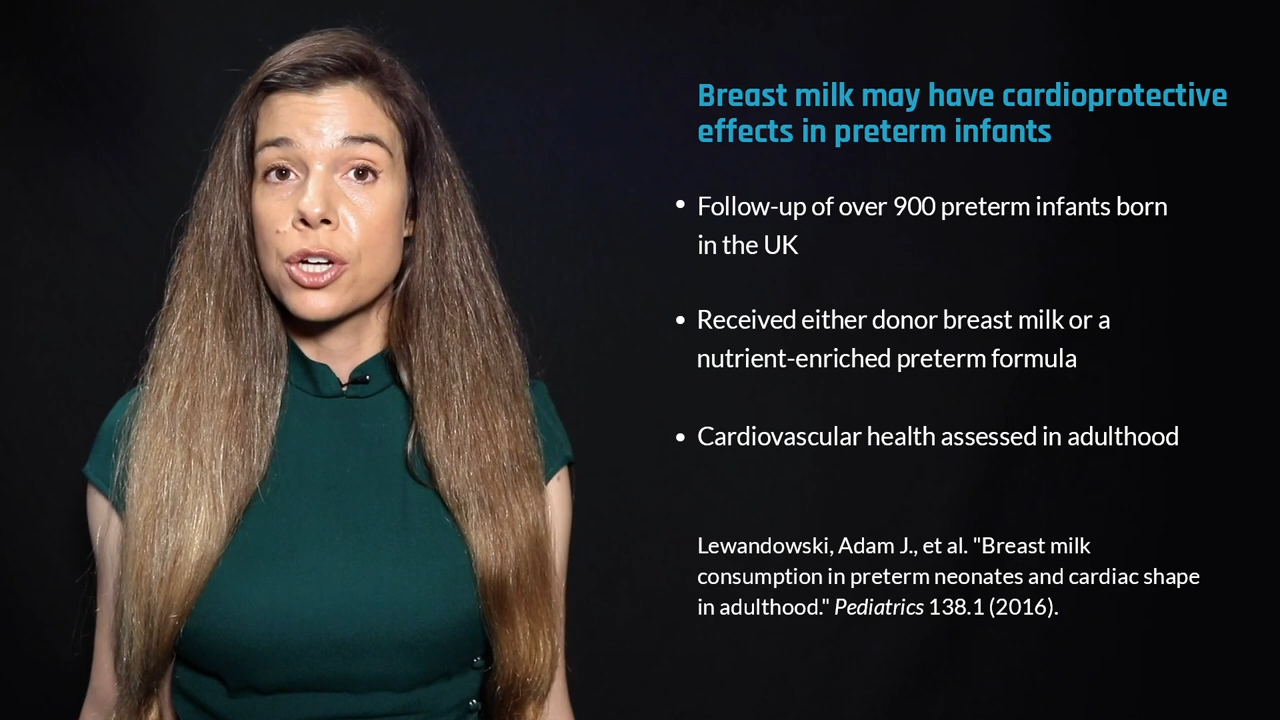 Breast milk may have cardioprotective
effects in preterm infants
• Follow-up of over 900 preterm infants born
in the UK
• Received either donor breast milk or a
nutrient-enriched preterm formula
• Cardiovascular health assessed in adulthood
Lewandowski, Adam J., et al. "Breast milk
consumption in preterm neonates and cardiac shape
in adulthood." Pediatrics 138.1 (2016).